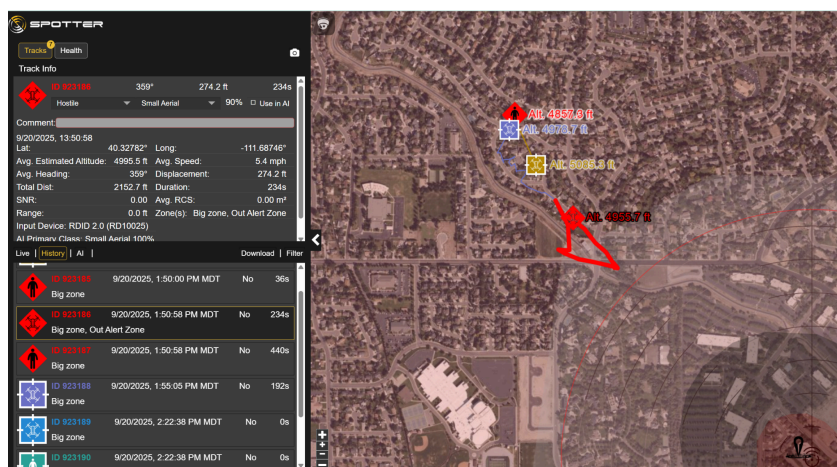 SPOTTER
Tracks 7 Health
Track Info
ID 923186 359° 274.2 ft 234s
Hostile Small Aerial 90% Use in AI
Comment:
9/20/2025, 13:50:58
Lat: 40.32782° Long: -111.68746°
Avg. Estimated Altitude: 4995.5 ft Avg. Speed: 5.4 mph
Avg. Heading: 359° Displacement: 274.2 ft
Total Dist: 2152.7 ft Duration: 234s
SNR: 0.00 Avg. RCS: 0.00 m²
Range: 0.0 ft Zone(s): Big zone, Out Alert Zone
Input Device: RDID 2.0 (RD10025)
AI Primary Class: Small Aerial 100%
Live | History | AI | Download | Filter
9/20/2025, 1:50:00 PM MDT No 36s
Big zone
ID 923186 9/20/2025, 1:50:58 PM MDT No 234s
Big zone, Out Alert Zone
ID 923187 9/20/2025, 1:50:58 PM MDT No 440s
Big zone
ID 923188 9/20/2025, 1:55:05 PM MDT No 192s
Big zone
ID 923189 9/20/2025, 2:22:38 PM MDT No 0s
Big zone
ID 923190 9/20/2025, 2:22:38 PM MDT No 0s
Alt. 4857.3 ft
Alt. 4978.7 ft
Alt. 4955.7 ft